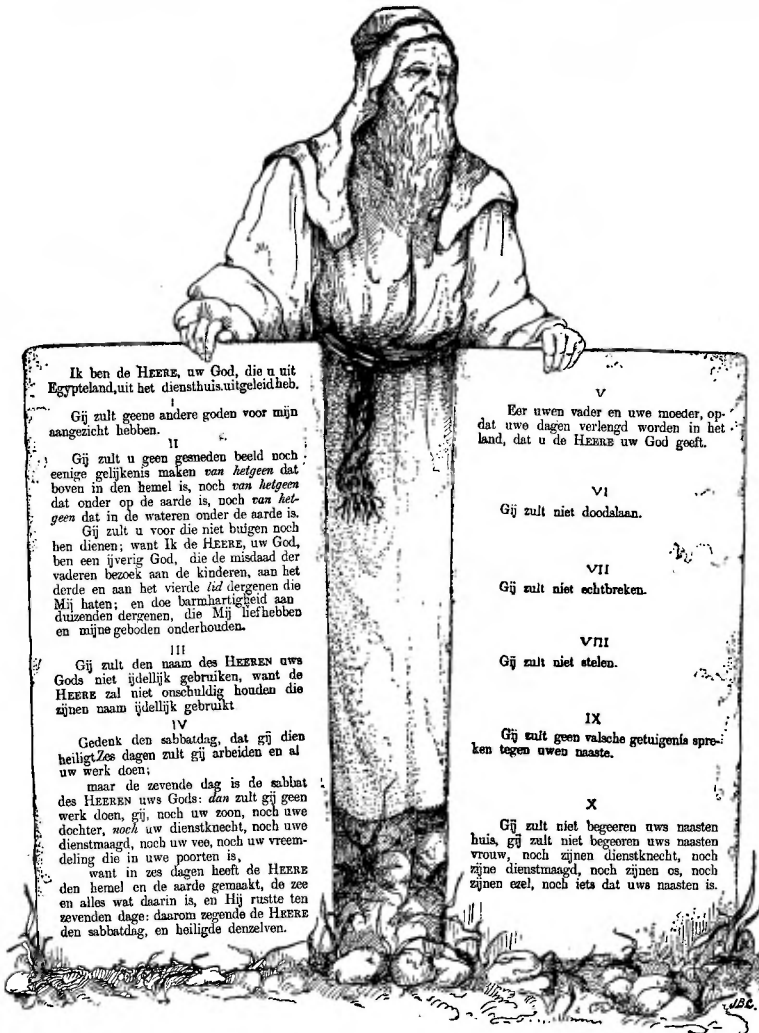 Ik ben de HEERE, uw God, die u uit
Egypteland, uit het diensthuis.uitgeleid heb.
I
Gij zult geene andere goden voor mijn
aangezicht hebben.
II
Gij zult u geen gesneden beeld noch
eenige gelijkenis maken van hetgeen dat
boven in den hemel is, noch van hetgeen
dat onder op de aarde is, noch van het-
geen dat in de wateren onder de aarde is.
Gij zult u voor die niet buigen noch
hen dienen; want Ik de HEERE, uw God,
ben een ijverig God, die de misdaad der
vaderen bezoek aan de kinderen, aan het
derde en aan het vierde lid dergenen die
Mij haten; en doe barmhartigheid aan
duizenden dergenen, die Mij liefhebben
en mijne geboden onderhouden.
III
Gij zult den naam des HEEREN uws
Gods niet ijdellijk gebruiken, want de
HEERE zal niet onschuldig houden die
zijnen naam ijdellijk gebruikt
IV
Gedenk den sabbatdag, dat gij dien
heiligt Zes dagen zult gij arbeiden en al
uw werk doen;
maar de zevende dag is de sabbat
des HEEREN uws Gods: dan zult gij geen
werk doen, gij, noch uw zoon, noch uwe
dochter, noch uw dienstknecht, noch uwe
dienstmaagd, noch uw vee, noch uw vreem-
deling die in uwe poorten is,
want in zes dagen heeft de HEERE
den hemel en de aarde gemaakt, de zee
en alles wat daarin is, en Hij rustte ten
zevenden dage: daarom zegende de HEERE
den sabbatdag, en heiligde denzelven.
V
Eer uwen vader en uwe moeder, op-
dat uwe dagen verlengd worden in het
land, dat u de HEERE uw God geeft.
VI
Gij zult niet doodslaan.
VII
Gij zult niet echtbreken.
VIII
Gij zult niet stelen.
IX
Gij zult geen valsche getuigenis spre-
ken tegen uwen naaste.
X
Gij zult niet begeeren uws naasten
huis, gij zult niet begeeren uws naasten
vrouw, noch zijnen dienstknecht, noch
zijne dienstmaagd, noch zijnen os, noch
zijnen ezel, noch iets dat uws naasten is.
J.B.C.